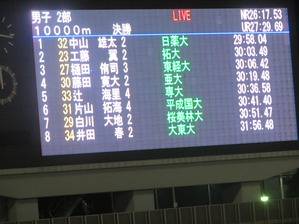 男子 2部 LIVE NR26:17.53
10000m 決勝 UR27:29.69
1 32 中山 雄太 2 日薬大 29:58.04
2 23 工藤 翼 2 拓大 30:03.49
3 27 樋田 侑司 3 東経大 30:06.42
4 30 藤田 寛 2 亜大 30:19.48
5 33 辻 海里 4 専大 30:36.58
6 31 片山 拓海 4 平成国大 30:41.40
7 29 白川 大地 2 桜美林大 30:51.47
8 34 井田 春 2 大東大 31:56.48